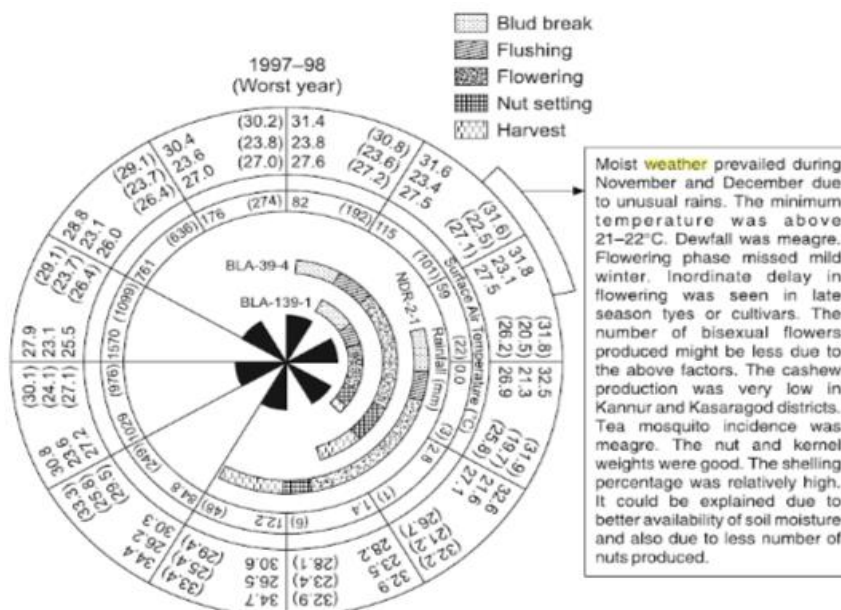 Blud break
Flushing
Flowering
Nut setting
Harvest
1997–98
(Worst year)
(30.2) 31.4
(23.8) 23.8
(27.0) 27.6
(30.8) 31.6
(23.6) 23.4
(27.2) 27.5
(31.6) 31.8
(22.5) 23.1
(27.1) 27.5
(31.8) 32.5
(20.5) 21.3
(26.2) 26.9
(31.9) 32.6
(19.7) 21.6
(25.8) 27.1
(32.2) 32.9
(21.2) 23.5
(26.7) 28.2
(32.9) 34.7
(23.4) 26.5
(28.1) 30.6
(33.4) 34.4
(25.4) 26.2
(29.4) 30.3
(33.3) 30.8
(25.8) 23.6
(29.5) 27.2
(30.1) 27.9
(24.1) 23.1
(27.1) 25.5
(29.1) 28.8
(23.7) 23.1
(26.4) 26.0
(29.1) 30.4
(23.7) 23.6
(26.4) 27.0
Surface Air Temperature (°C)
(274) 82
(192) 115
(101) 59
(22) 0.0
(3) 2.8
(1) 1.4
(6) 12.2
(46) 84.8
(249) 1029
(976) 1570
(1099) 761
(636) 176
Rainfall (mm)
BLA-39-4
BLA-139-1
NDR-2-1
Moist weather prevailed during
November and December due
to unusual rains. The minimum
temperature was above
21–22°C. Dewfall was meagre.
Flowering phase missed mild
winter. Inordinate delay in
flowering was seen in late
season tyes or cultivars. The
number of bisexual flowers
produced might be less due to
the above factors. The cashew
production was very low in
Kannur and Kasaragod districts.
Tea mosquito incidence was
meagre. The nut and kernel
weights were good. The shelling
percentage was relatively high.
It could be explained due to
better availability of soil moisture
and also due to less number of
nuts produced.